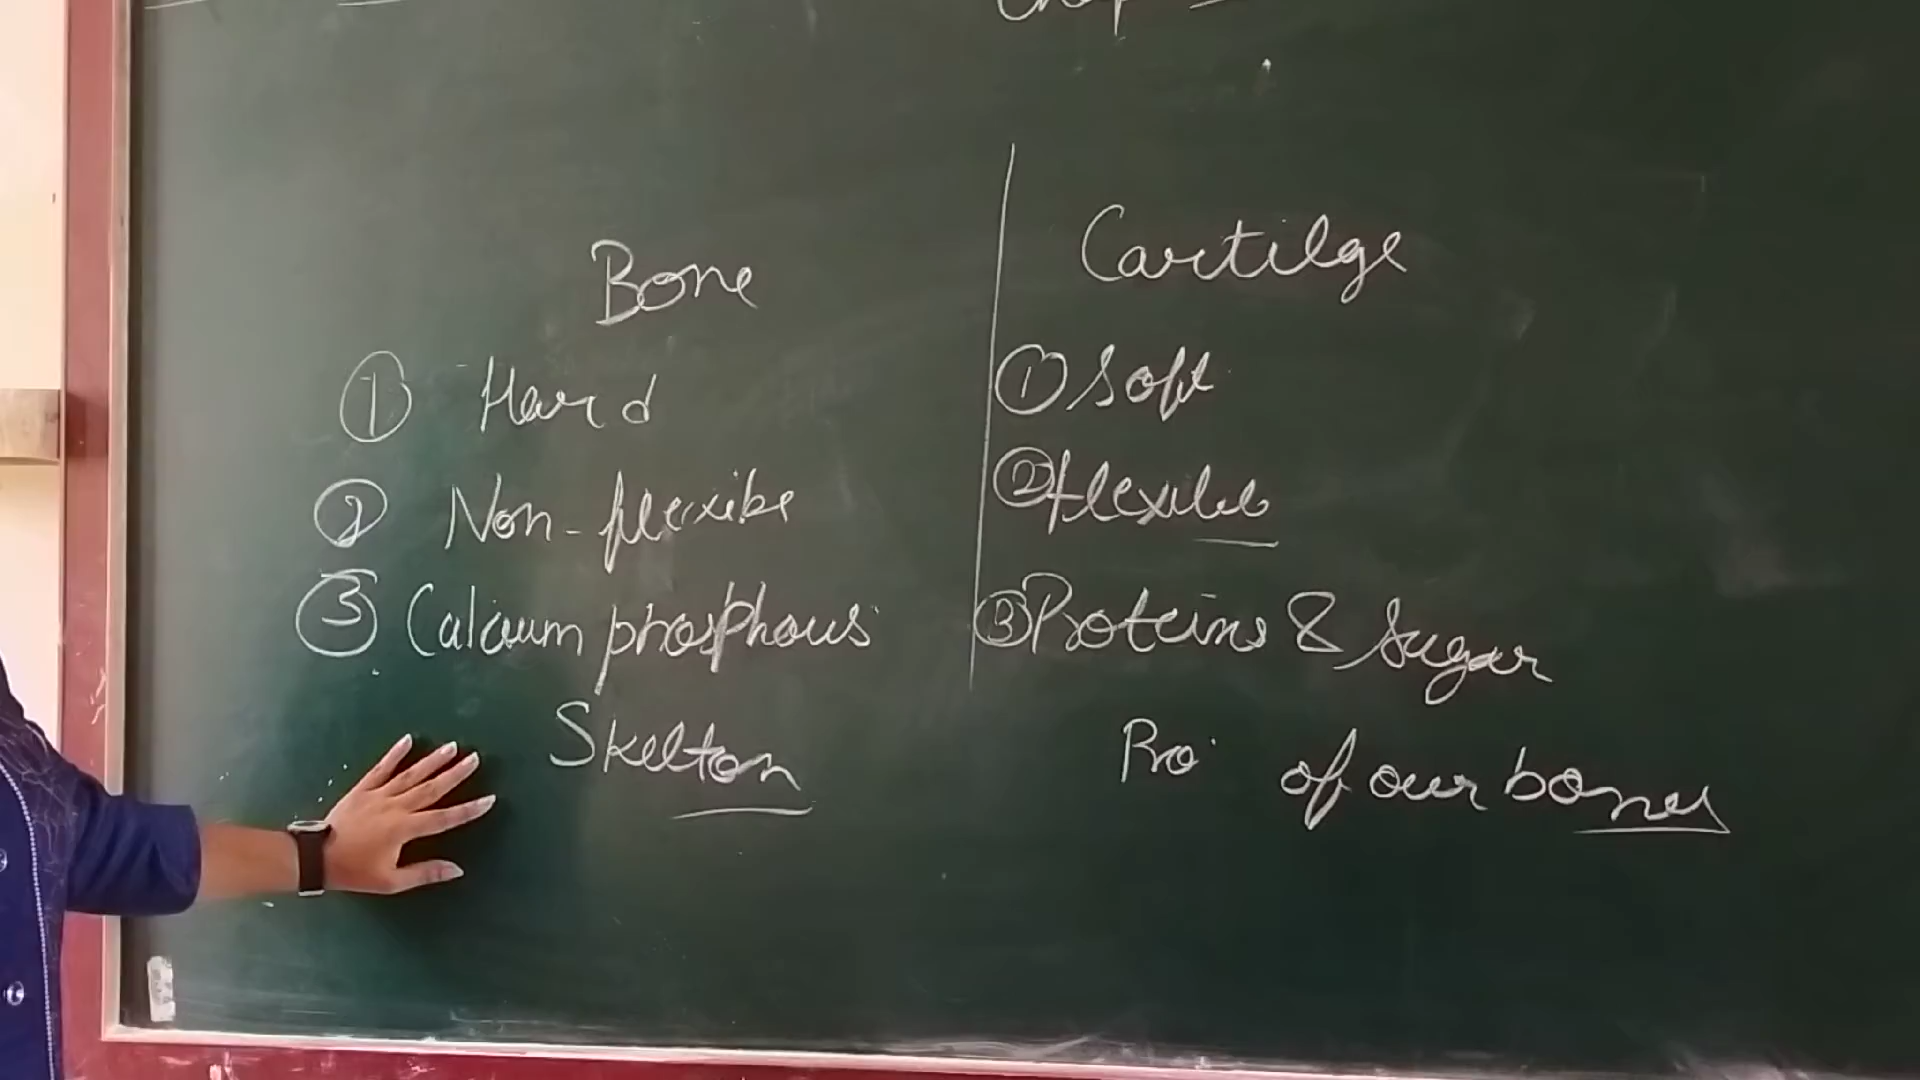 Bone
① Hard
② Non-flexibe
③ Calcium phosphous
Skelton
Cartilge
① Soft
② flexible
③ Proteins & Sugar
Pro of our bones